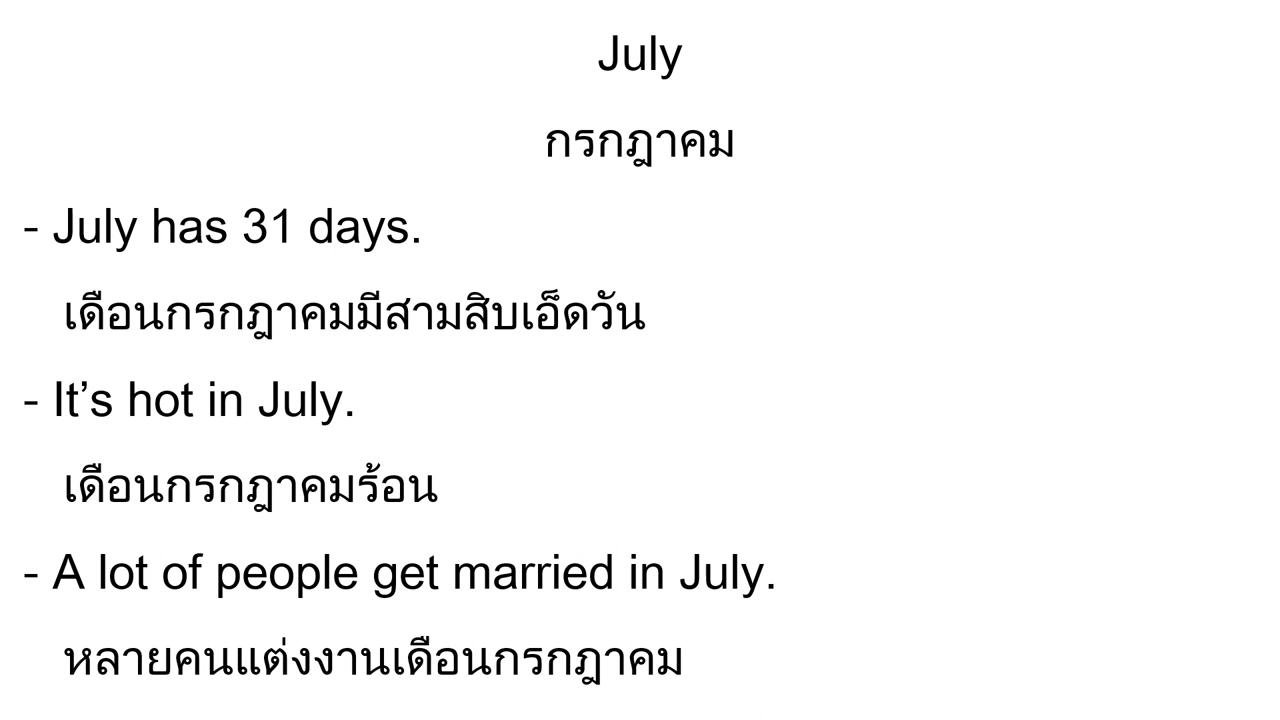 July
กรกฎาคม
- July has 31 days.
เดือนกรกฎาคมมีสามสิบเอ็ดวัน
- It’s hot in July.
เดือนกรกฎาคมร้อน
- A lot of people get married in July.
หลายคนแต่งงานเดือนกรกฎาคม